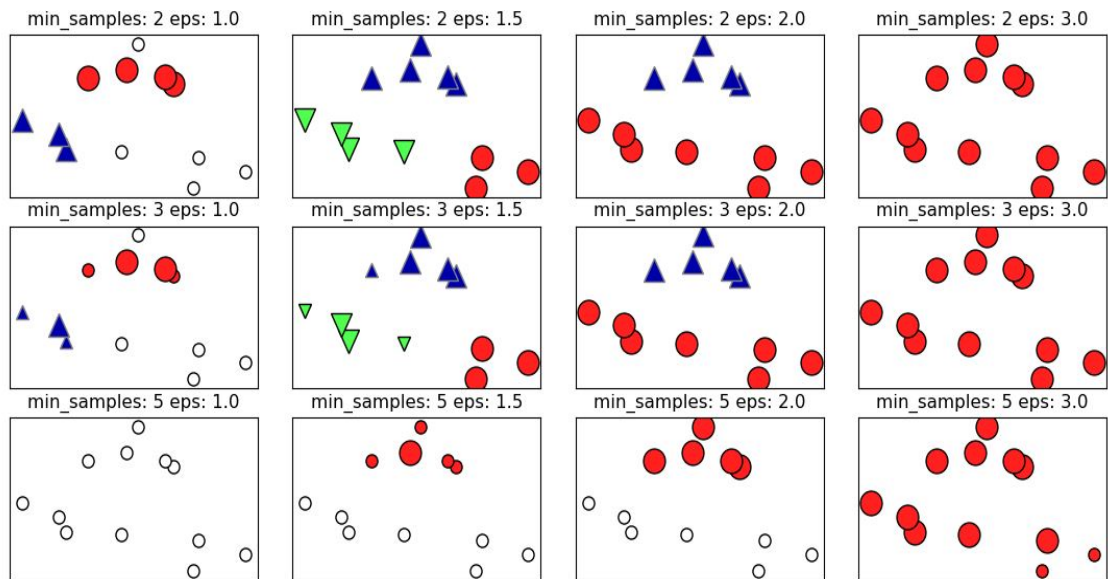 min_samples: 2 eps: 1.0
min_samples: 2 eps: 1.5
min_samples: 2 eps: 2.0
min_samples: 2 eps: 3.0
min_samples: 3 eps: 1.0
min_samples: 3 eps: 1.5
min_samples: 3 eps: 2.0
min_samples: 3 eps: 3.0
min_samples: 5 eps: 1.0
min_samples: 5 eps: 1.5
min_samples: 5 eps: 2.0
min_samples: 5 eps: 3.0